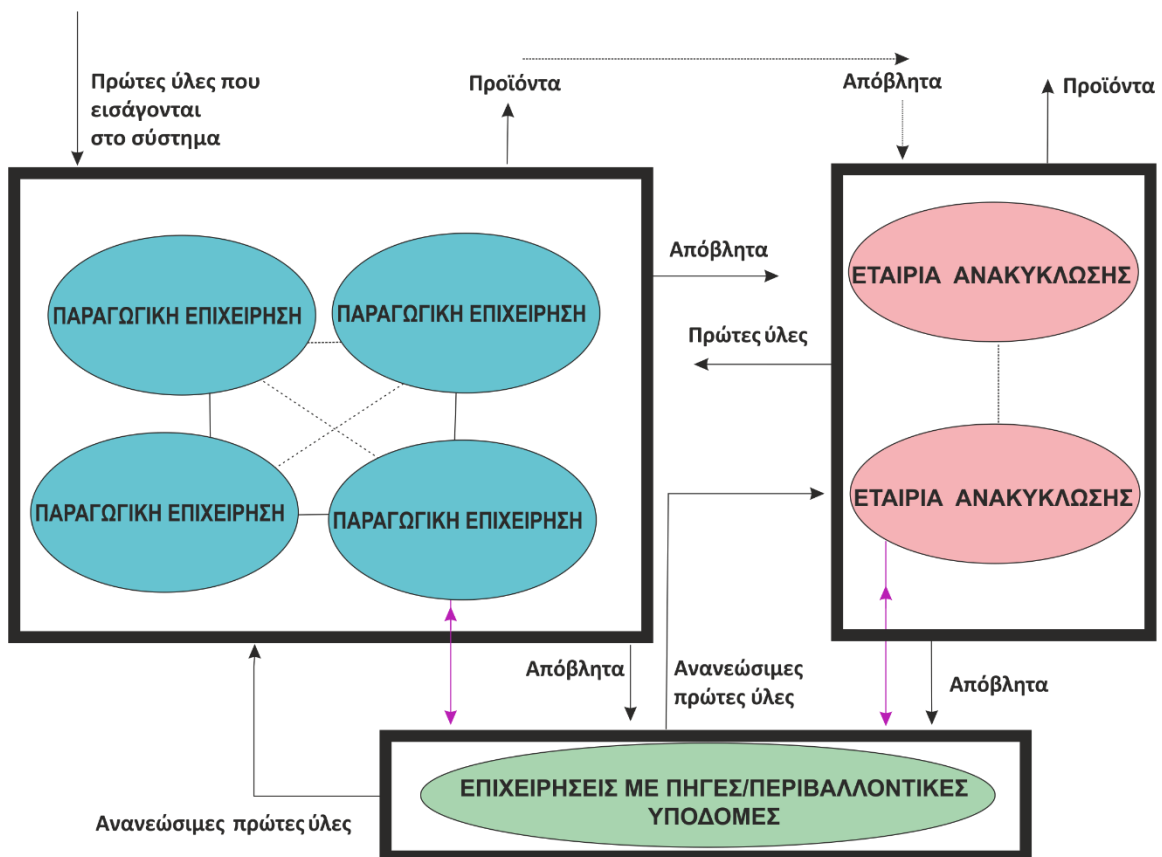 Πρώτες ύλες που
εισάγονται
στο σύστημα
Προϊόντα
Απόβλητα
Προϊόντα
ΠΑΡΑΓΩΓΙΚΗ ΕΠΙΧΕΙΡΗΣΗ
ΠΑΡΑΓΩΓΙΚΗ ΕΠΙΧΕΙΡΗΣΗ
Απόβλητα
ΕΤΑΙΡΙΑ ΑΝΑΚΥΚΛΩΣΗΣ
Πρώτες ύλες
ΠΑΡΑΓΩΓΙΚΗ ΕΠΙΧΕΙΡΗΣΗ
ΠΑΡΑΓΩΓΙΚΗ ΕΠΙΧΕΙΡΗΣΗ
ΕΤΑΙΡΙΑ ΑΝΑΚΥΚΛΩΣΗΣ
Απόβλητα
Ανανεώσιμες
πρώτες ύλες
Απόβλητα
ΕΠΙΧΕΙΡΗΣΕΙΣ ΜΕ ΠΗΓΕΣ/ΠΕΡΙΒΑΛΛΟΝΤΙΚΕΣ
ΥΠΟΔΟΜΕΣ
Ανανεώσιμες πρώτες ύλες